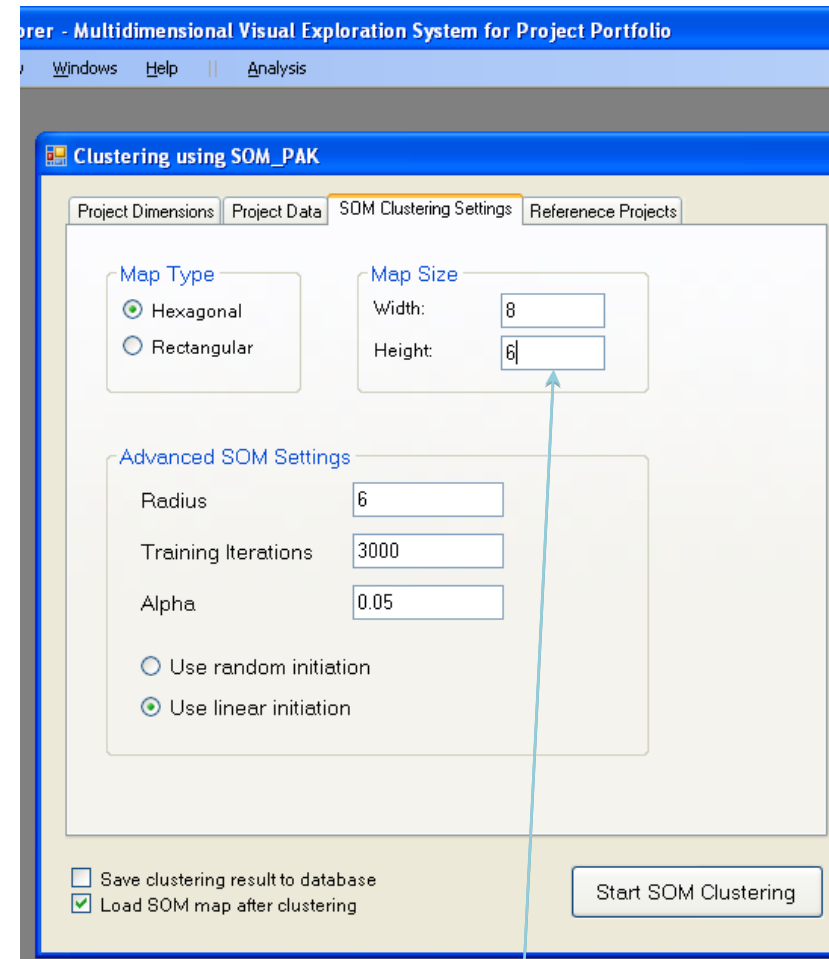 orer - Multidimensional Visual Exploration System for Project Portfolio
Windows Help || Analysis
Clustering using SOM_PAK
Project Dimensions Project Data SOM Clustering Settings Referenece Projects
Map Type
Hexagonal
Rectangular
Map Size
Width: 8
Height: 6
Advanced SOM Settings
Radius 6
Training Iterations 3000
Alpha 0.05
Use random initiation
Use linear initiation
Save clustering result to database
Load SOM map after clustering
Start SOM Clustering